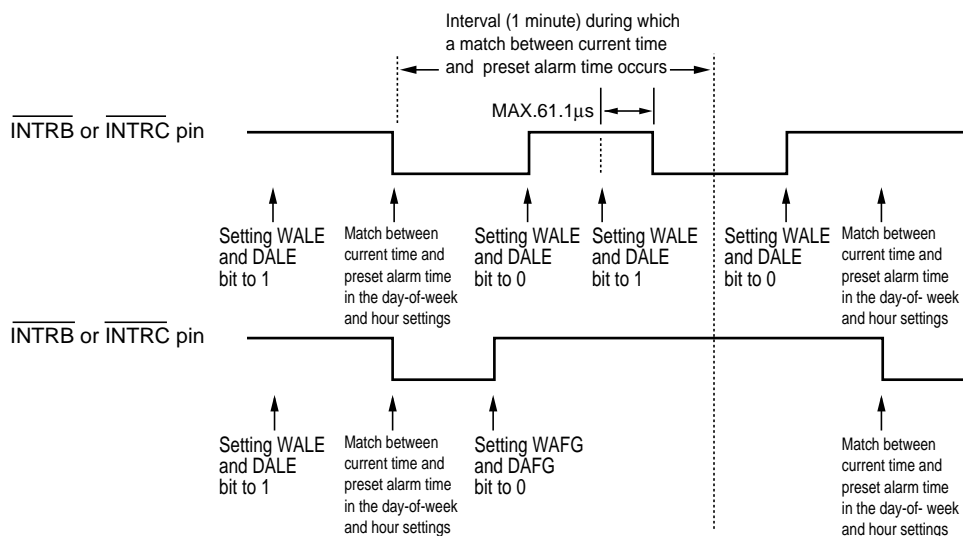 Interval (1 minute) during which
a match between current time
and preset alarm time occurs
MAX.61.1μs
INTRB or INTRC pin
Setting WALE
and DALE
bit to 1
Match between
current time and
preset alarm time
in the day-of-week
and hour settings
Setting WALE
and DALE
bit to 0
Setting WALE
and DALE
bit to 1
Setting WALE
and DALE
bit to 0
Match between
current time and
preset alarm time
in the day-of- week
and hour settings
INTRB or INTRC pin
Setting WALE
and DALE
bit to 1
Match between
current time and
preset alarm time
in the day-of-week
and hour settings
Setting WAFG
and DAFG
bit to 0
Match between
current time and
preset alarm time
in the day-of- week
and hour settings